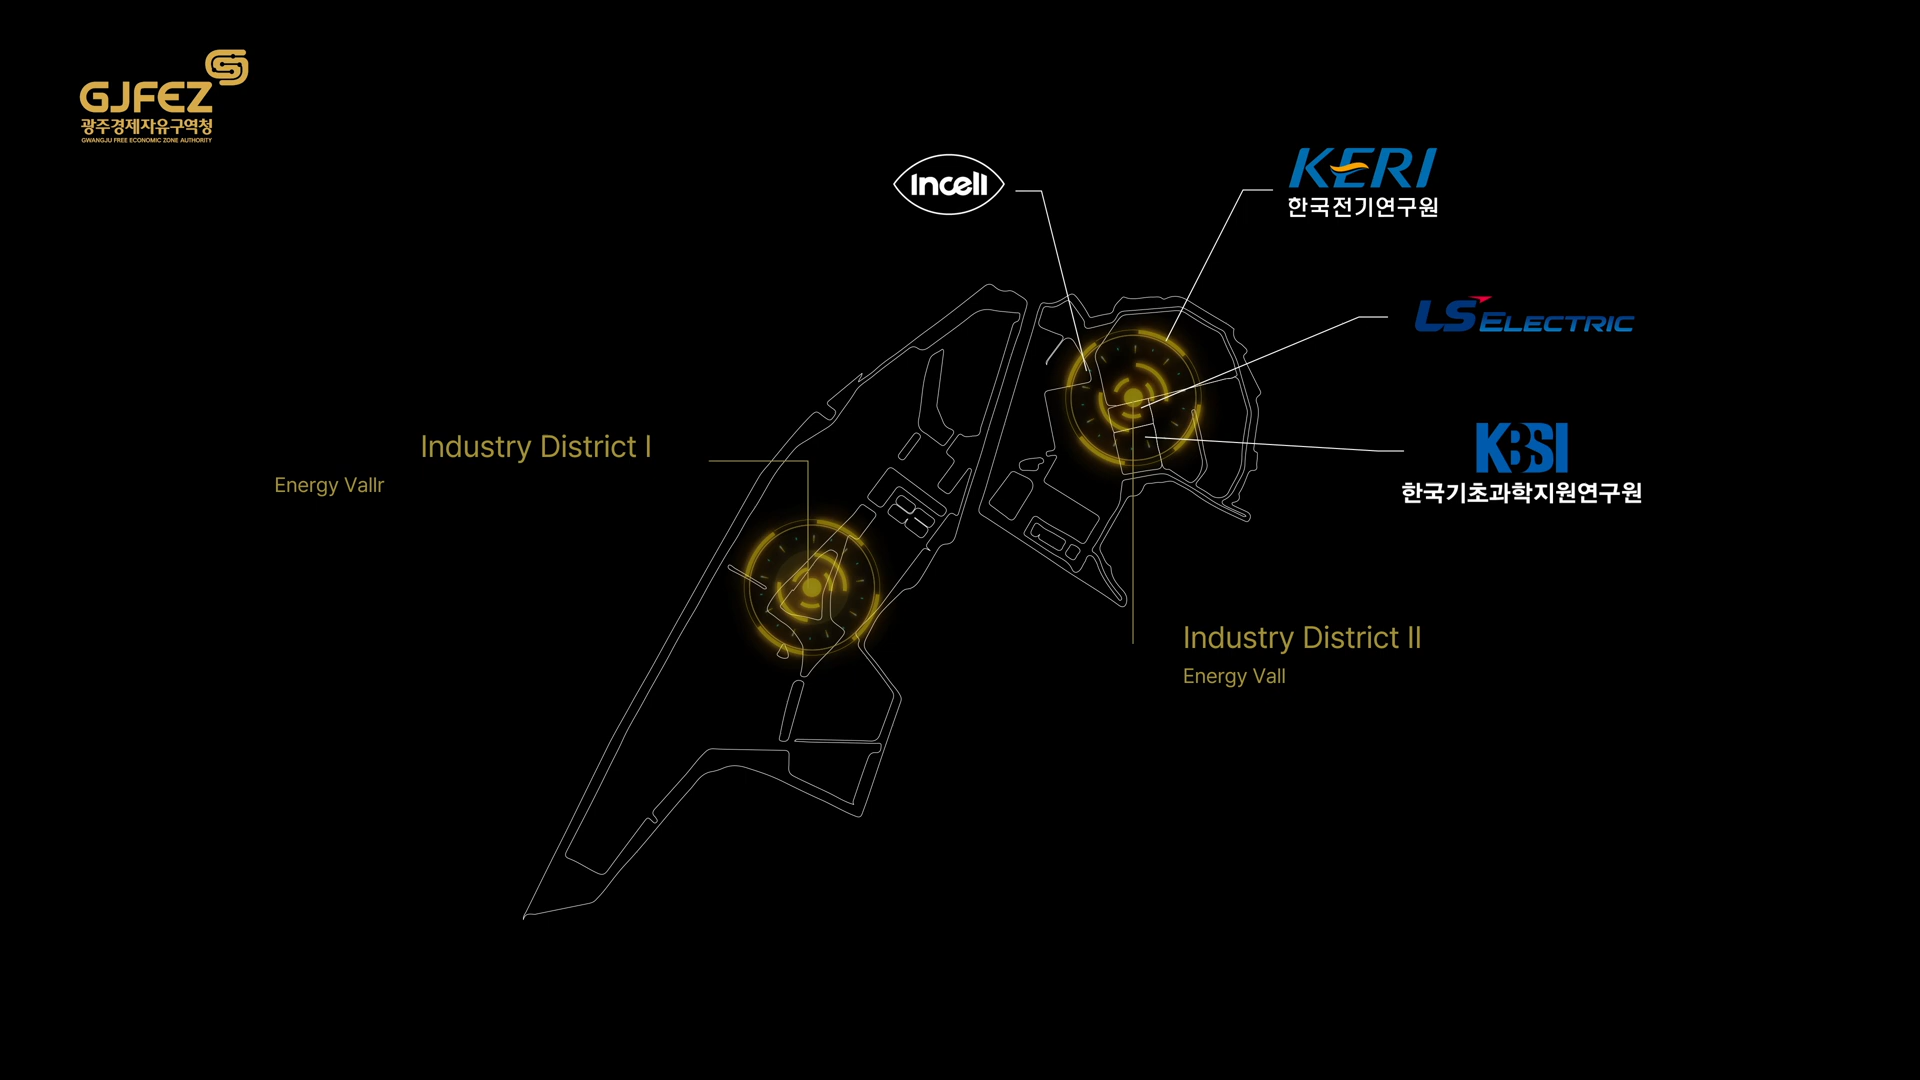 GJFEZ
광주경제자유구역청
GWANGJU FREE ECONOMIC ZONE AUTHORITY
Incell
KERI
한국전기연구원
LS ELECTRIC
KBSI
한국기초과학지원연구원
Industry District I
Energy Vallr
Industry District II
Energy Vall